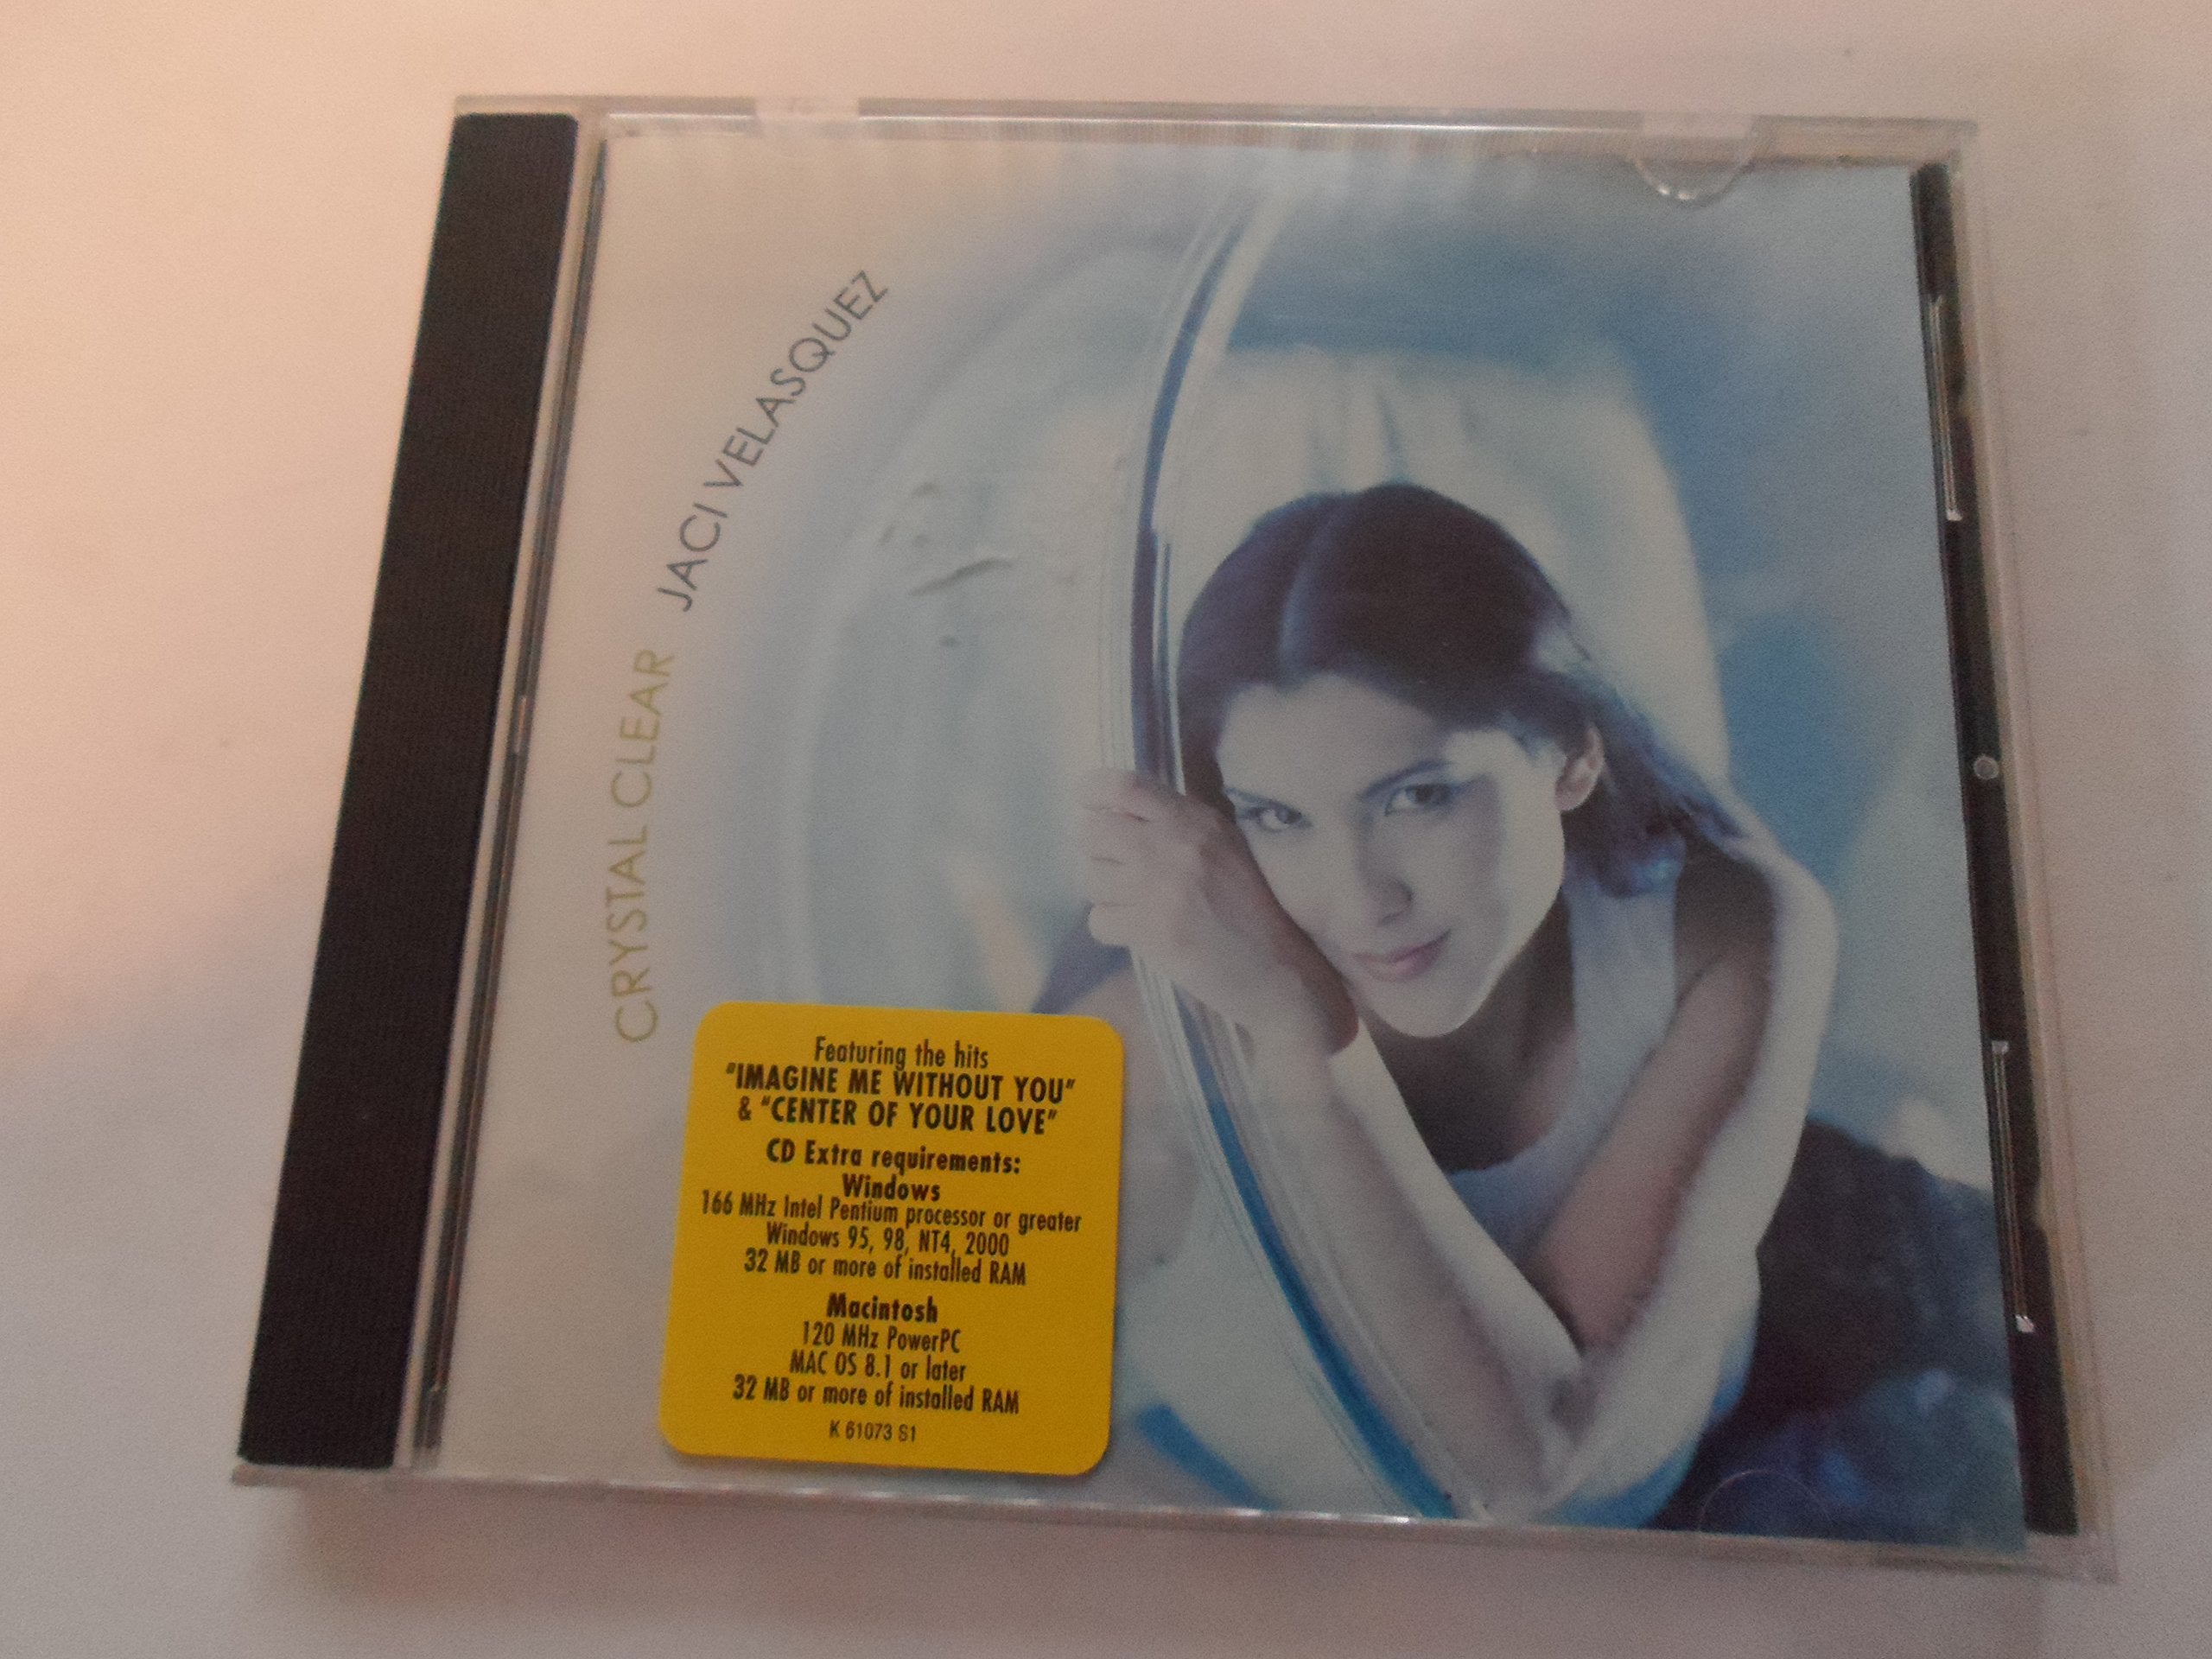 CRYSTAL CLEAR JACI VELASQUEZ
Featuring the hits
"IMAGINE ME WITHOUT YOU"
& "CENTER OF YOUR LOVE"
CD Extra requirements:
Windows
166 MHz Intel Pentium processor or greater
Windows 95, 98, NT4, 2000
32 MB or more of installed RAM
Macintosh
120 MHz PowerPC
MAC OS 8.1 or later
32 MB or more of installed RAM
K 61073 S1